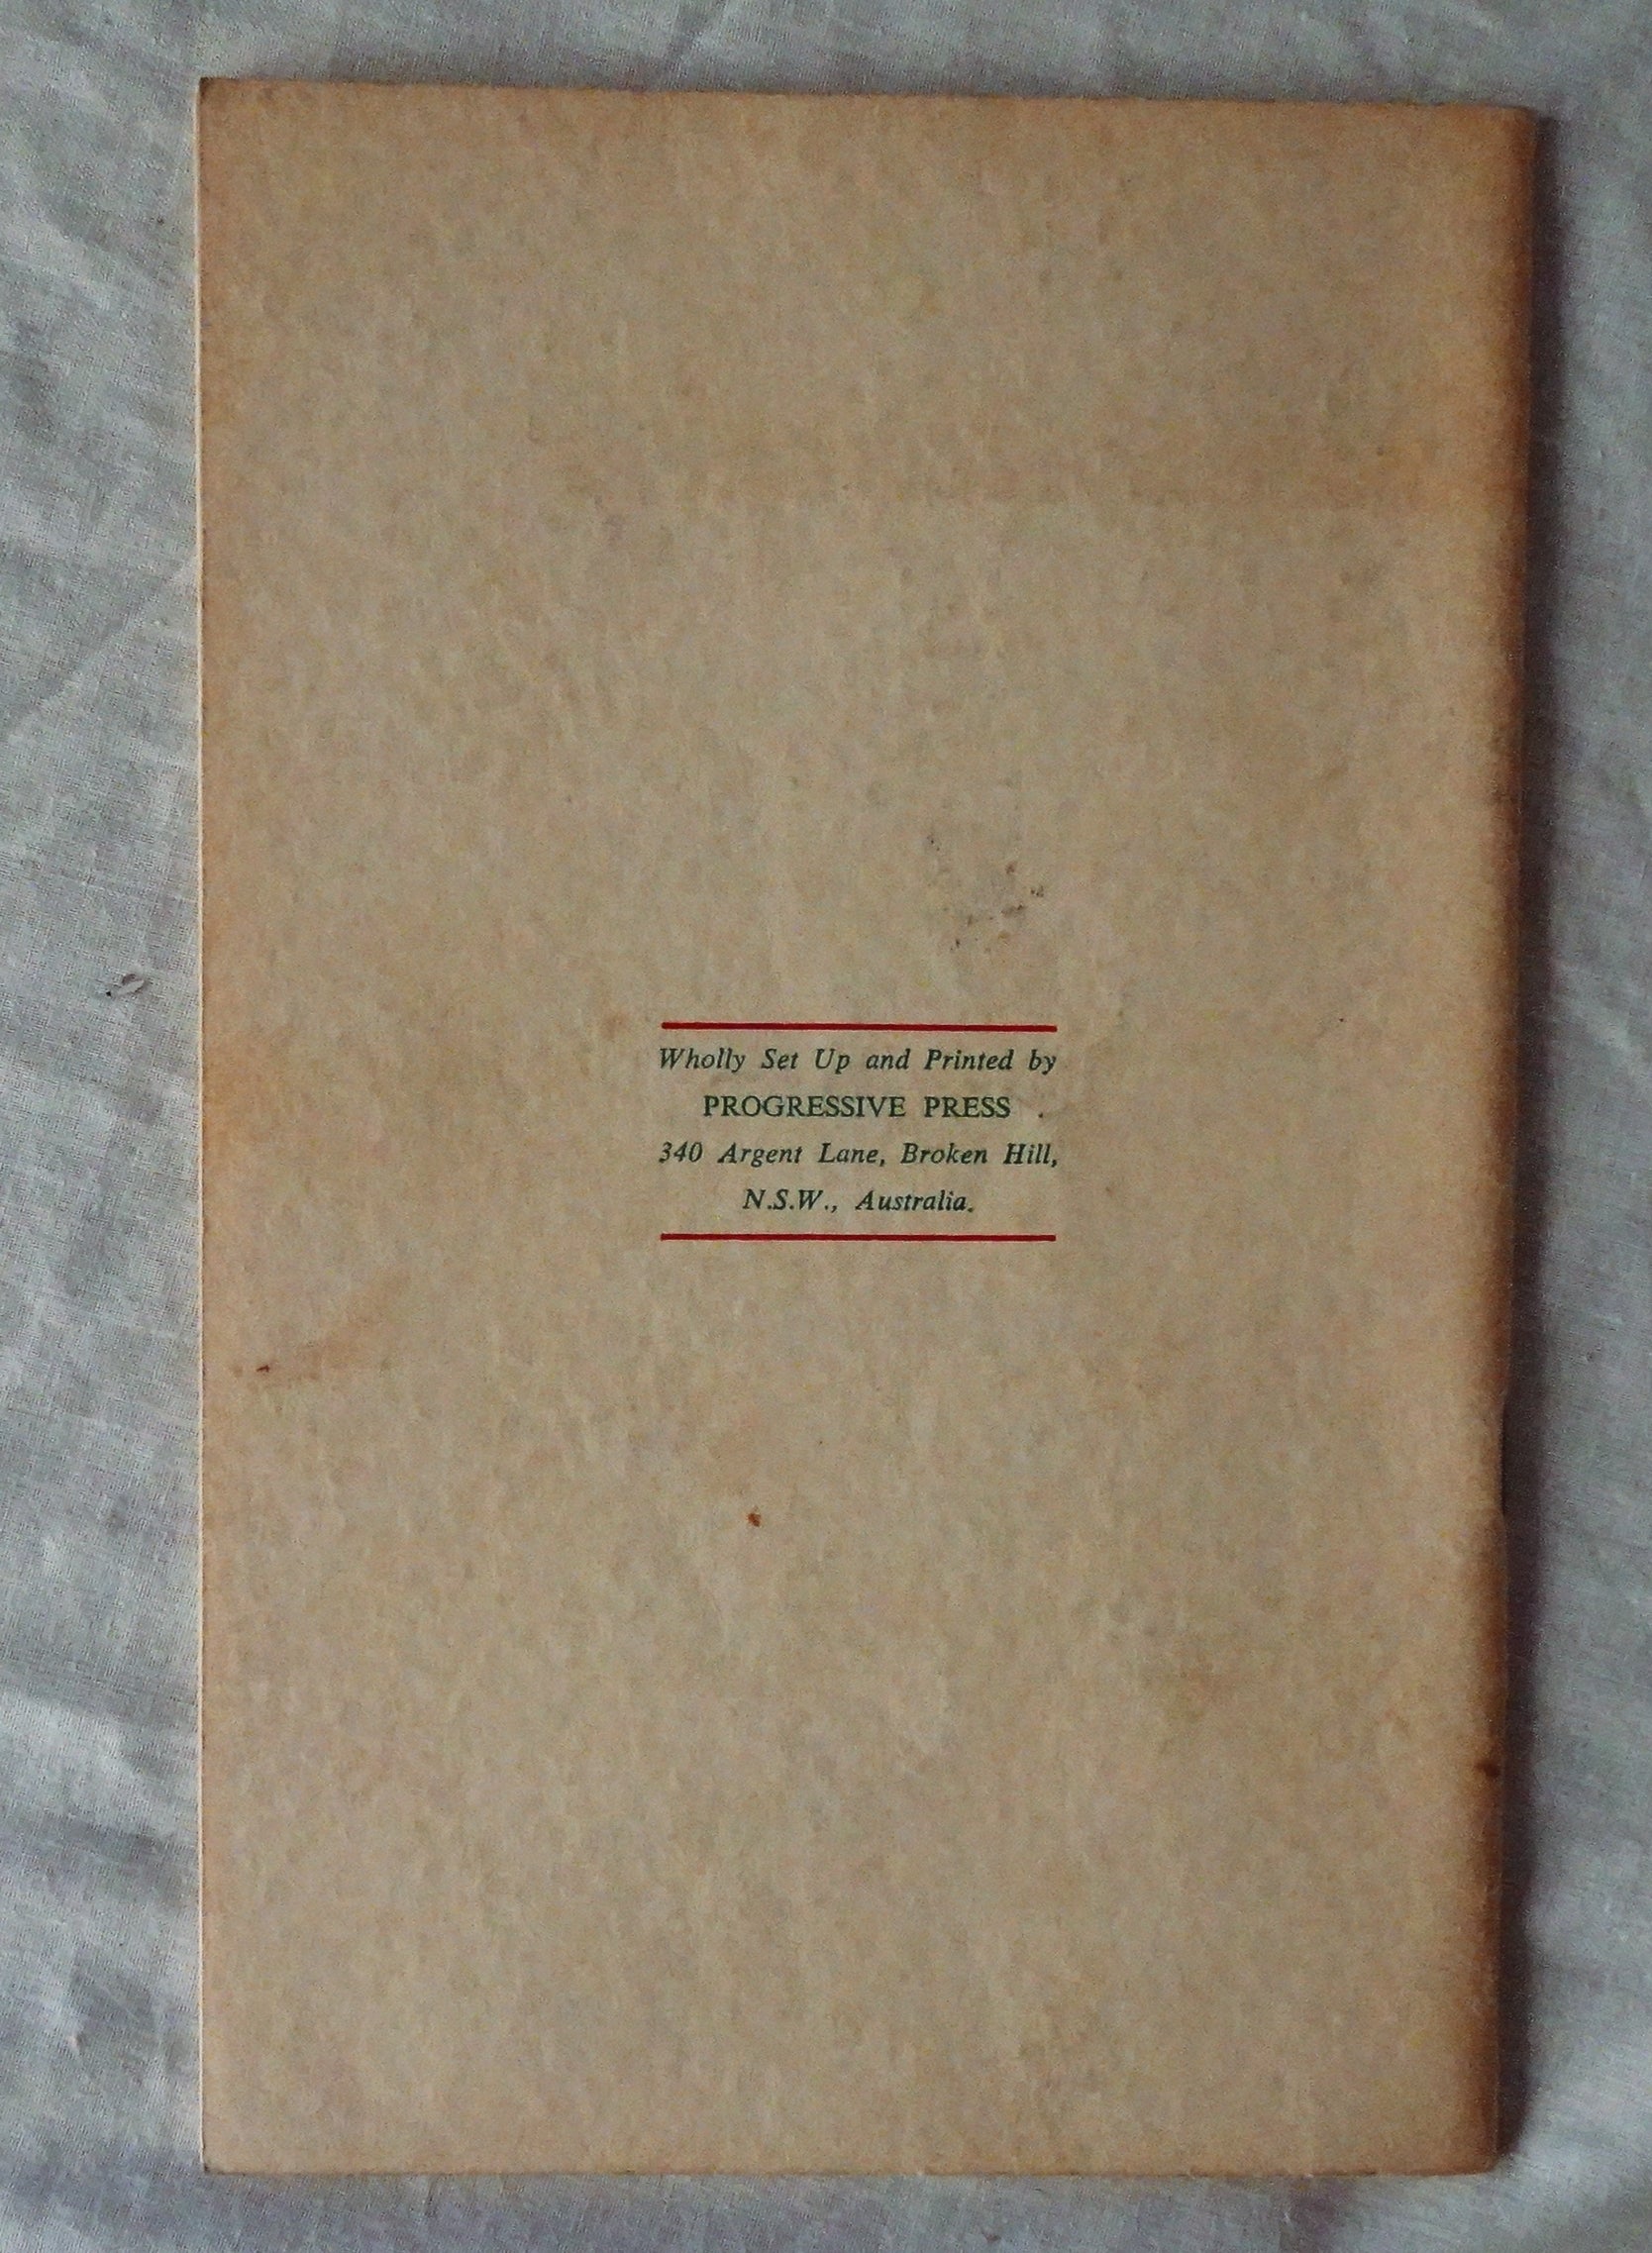 Wholly Set Up and Printed by
PROGRESSIVE PRESS .
340 Argent Lane, Broken Hill,
N.S.W., Australia.